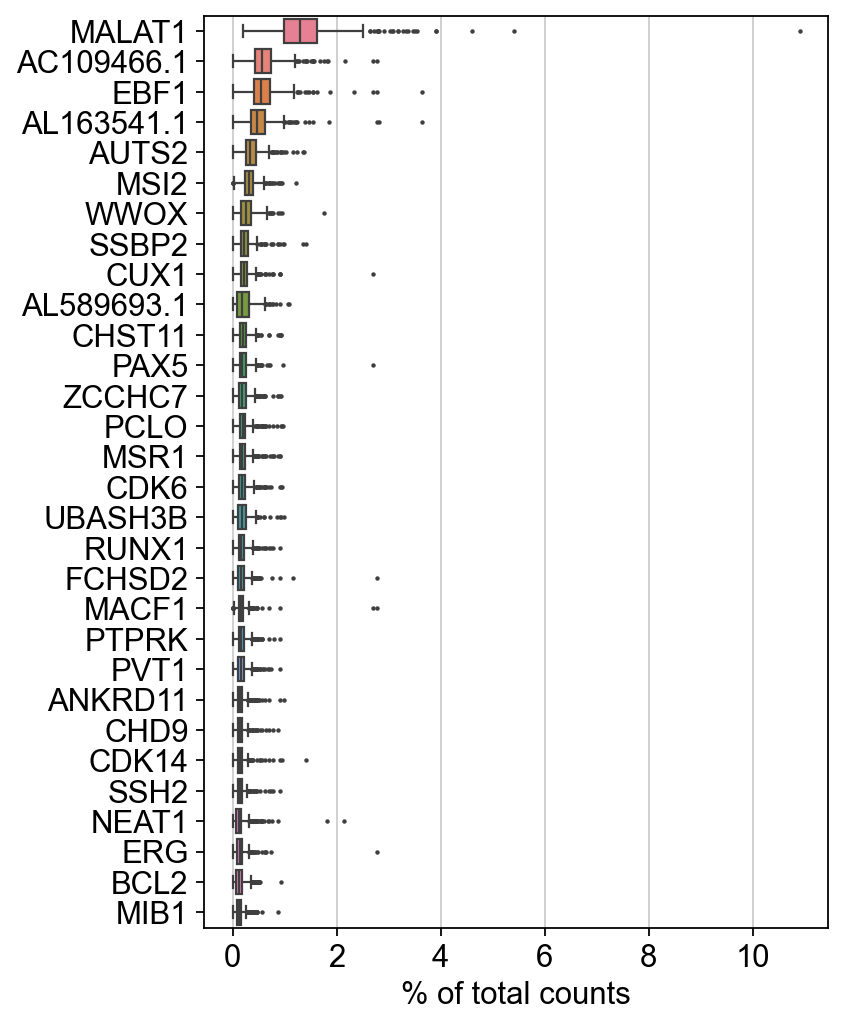 MALAT1
AC109466.1
EBF1
AL163541.1
AUTS2
MSI2
WWOX
SSBP2
CUX1
AL589693.1
CHST11
PAX5
ZCCHC7
PCLO
MSR1
CDK6
UBASH3B
RUNX1
FCHSD2
MACF1
PTPRK
PVT1
ANKRD11
CHD9
CDK14
SSH2
NEAT1
ERG
BCL2
MIB1
0 2 4 6 8 10
% of total counts